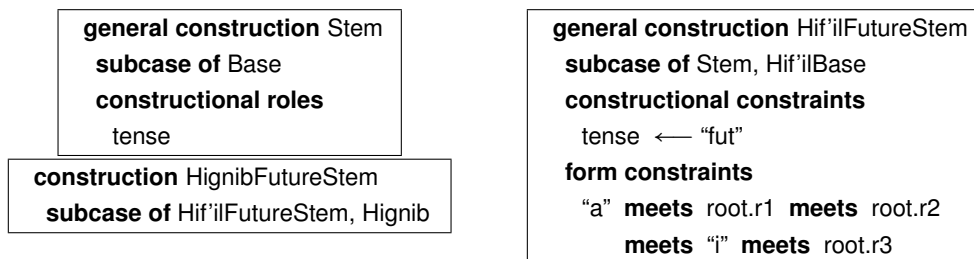 general construction Stem
subcase of Base
constructional roles
tense
construction HignibFutureStem
subcase of Hif'ilFutureStem, Hignib
general construction Hif'ilFutureStem
subcase of Stem, Hif'ilBase
constructional constraints
tense ⟵ “fut”
form constraints
“a” meets root.r1 meets root.r2
meets “i” meets root.r3